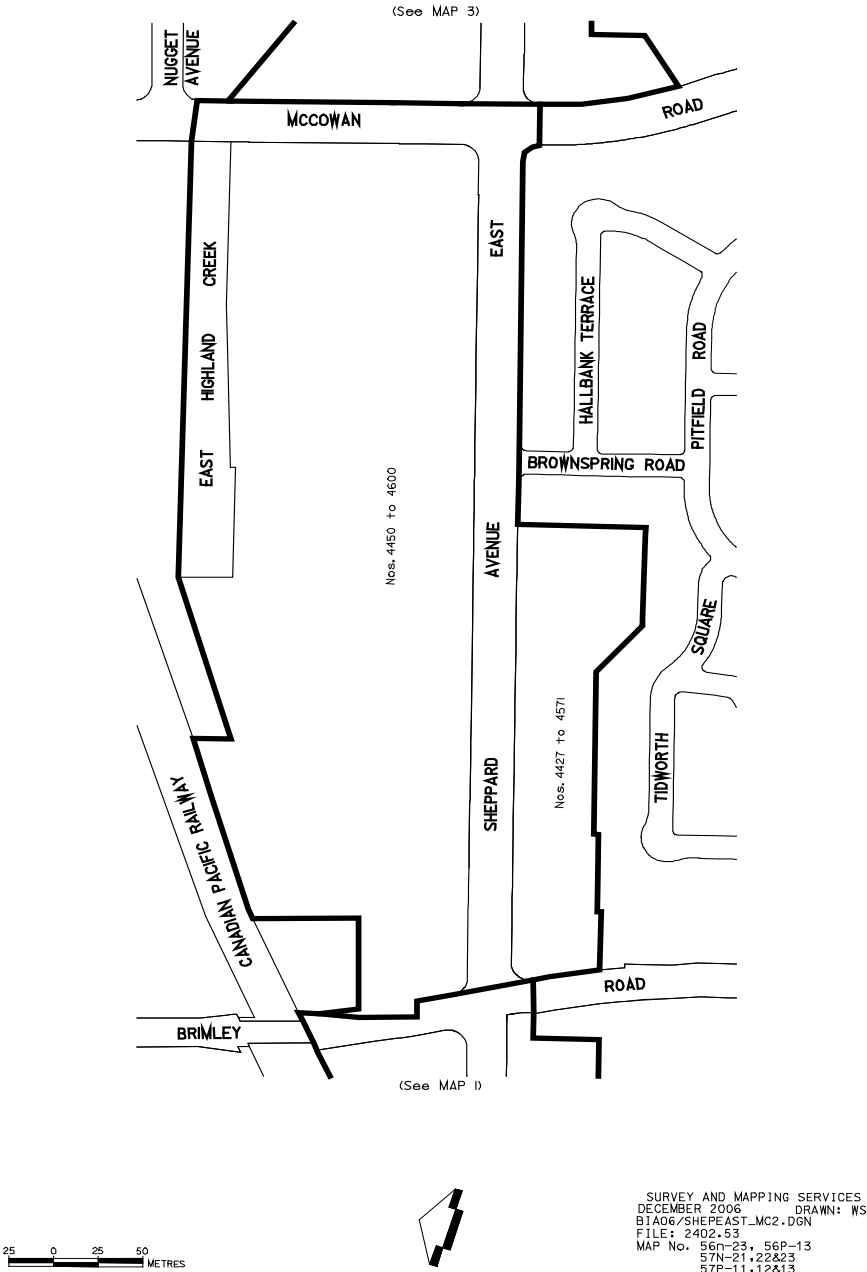 (See MAP 3)
NUGGET
AVENUE
MCCOWAN
ROAD
EAST HIGHLAND CREEK
SHEPPARD AVENUE EAST
HALLBANK TERRACE
PITFIELD ROAD
BROWNSPRING ROAD
Nos. 4450 to 4600
Nos. 4427 to 4571
TIDWORTH SQUARE
CANADIAN PACIFIC RAILWAY
BRIMLEY
ROAD
(See MAP 1)
25 0 25 50
METRES
SURVEY AND MAPPING SERVICES
DECEMBER 2006 DRAWN: WS
BIA06/SHEPEAST_MC2.DGN
FILE: 2402.53
MAP No. 56n-23, 56P-13
57N-21,22&23
57P-11,12&13